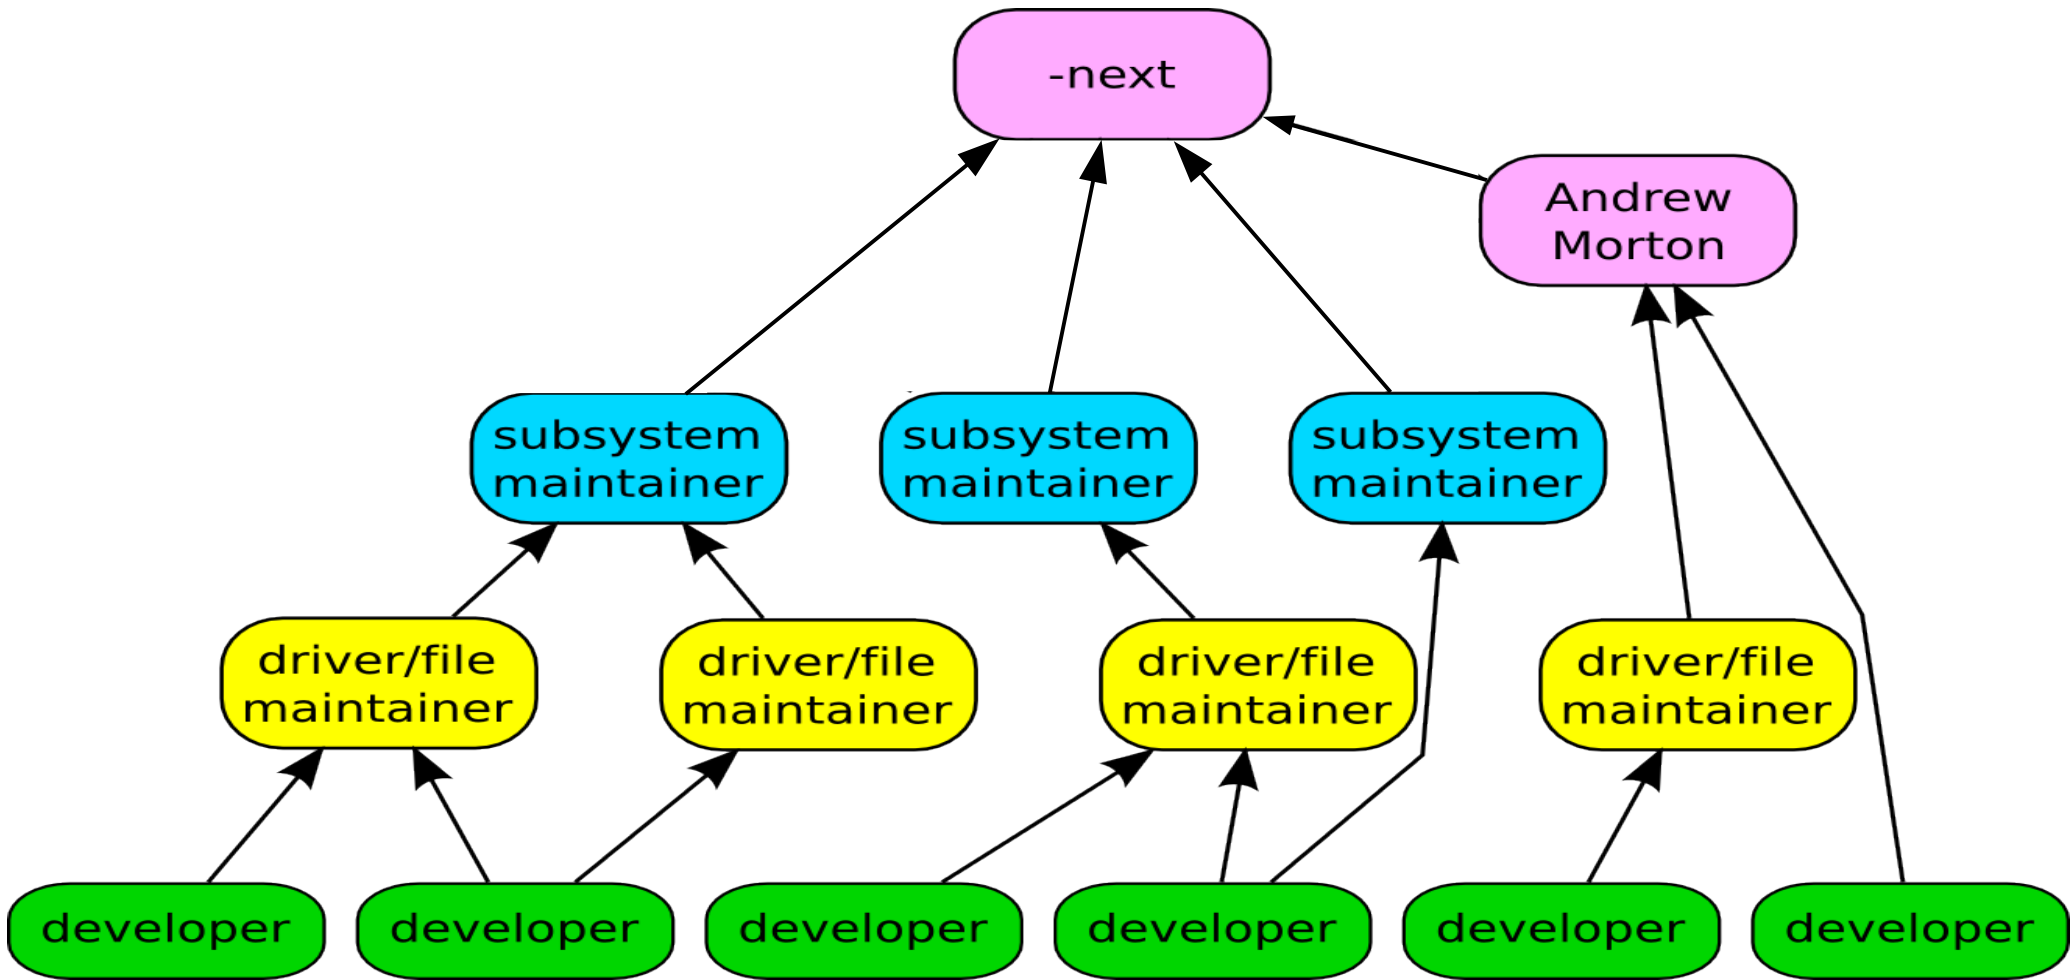 -next
Andrew
Morton
subsystem
maintainer
subsystem
maintainer
subsystem
maintainer
driver/file
maintainer
driver/file
maintainer
driver/file
maintainer
driver/file
maintainer
developer
developer
developer
developer
developer
developer